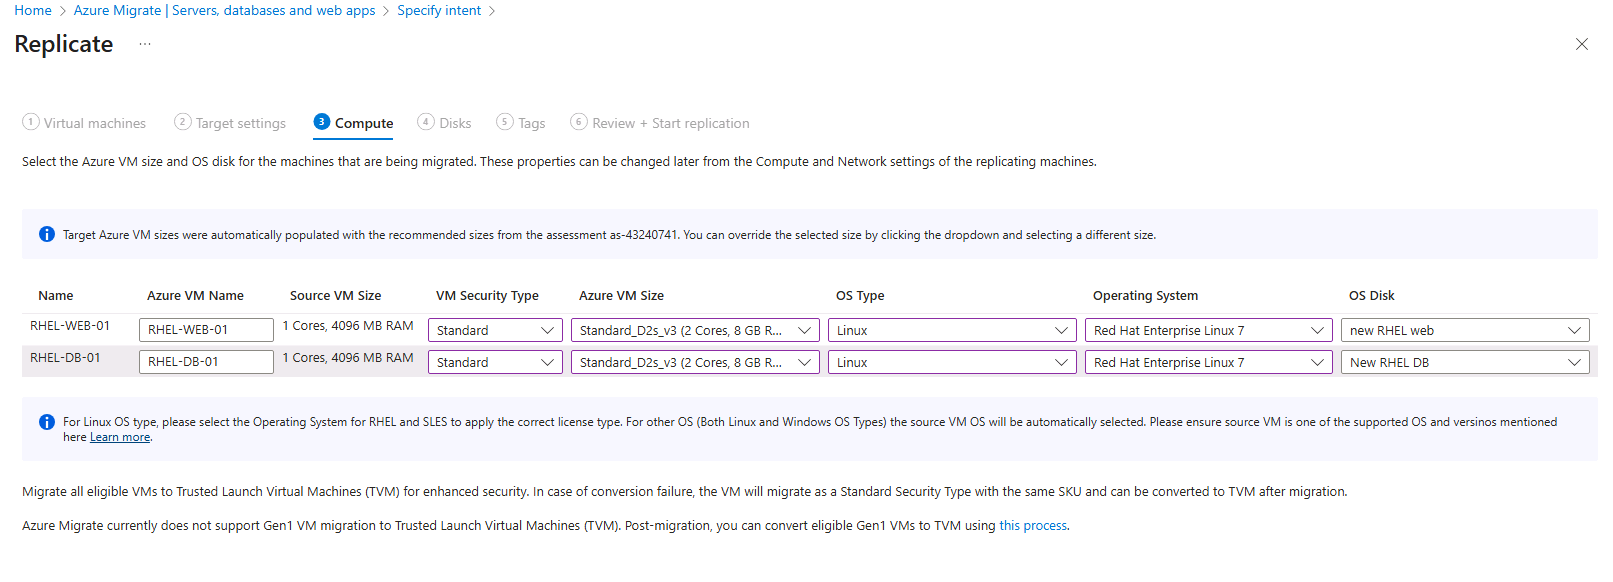 Home > Azure Migrate | Servers, databases and web apps > Specify intent >
Replicate ...
1 Virtual machines 2 Target settings 3 Compute 4 Disks 5 Tags 6 Review + Start replication
Select the Azure VM size and OS disk for the machines that are being migrated. These properties can be changed later from the Compute and Network settings of the replicating machines.
Target Azure VM sizes were automatically populated with the recommended sizes from the assessment as-43240741. You can override the selected size by clicking the dropdown and selecting a different size.
Name Azure VM Name Source VM Size VM Security Type Azure VM Size OS Type Operating System OS Disk
RHEL-WEB-01 RHEL-WEB-01 1 Cores, 4096 MB RAM Standard Standard_D2s_v3 (2 Cores, 8 GB R... Linux Red Hat Enterprise Linux 7 new RHEL web
RHEL-DB-01 RHEL-DB-01 1 Cores, 4096 MB RAM Standard Standard_D2s_v3 (2 Cores, 8 GB R... Linux Red Hat Enterprise Linux 7 New RHEL DB
For Linux OS type, please select the Operating System for RHEL and SLES to apply the correct license type. For other OS (Both Linux and Windows OS Types) the source VM OS will be automatically selected. Please ensure source VM is one of the supported OS and versinos mentioned
here Learn more.
Migrate all eligible VMs to Trusted Launch Virtual Machines (TVM) for enhanced security. In case of conversion failure, the VM will migrate as a Standard Security Type with the same SKU and can be converted to TVM after migration.
Azure Migrate currently does not support Gen1 VM migration to Trusted Launch Virtual Machines (TVM). Post-migration, you can convert eligible Gen1 VMs to TVM using this process.